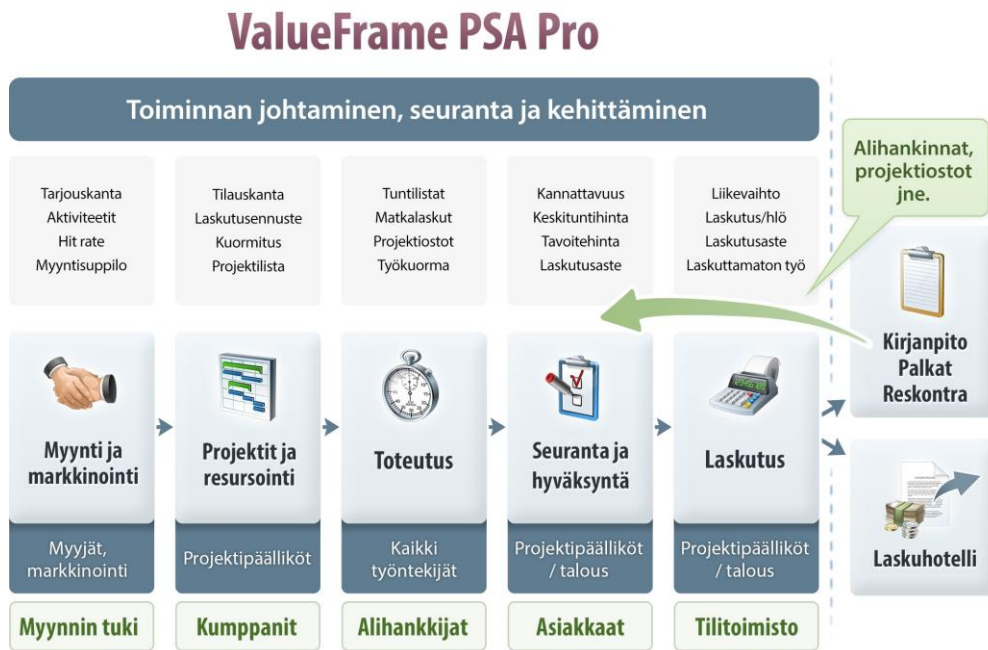 ValueFrame PSA Pro
Toiminnan johtaminen, seuranta ja kehittäminen
Alihankinnat,
projektiostot
jne.
Tarjouskanta
Aktiviteetit
Hit rate
Myyntisuppilo
Tilauskanta
Laskutusennuste
Kuormitus
Projektilista
Tuntilistat
Matkalaskut
Projektiostot
Työkuorma
Kannattavuus
Keskituntihinta
Tavoitehinta
Laskutusaste
Liikevaihto
Laskutus/hlö
Laskutusaste
Laskuttamaton työ
Myynti ja
markkinointi
Projektit ja
resursointi
Toteutus
Seuranta ja
hyväksyntä
Laskutus
Kirjanpito
Palkat
Reskontra
Myyjät,
markkinointi
Projektipäälliköt
Kaikki
työntekijät
Projektipäälliköt
/ talous
Projektipäälliköt
/ talous
Laskuhotelli
Myynnin tuki
Kumppanit
Alihankkijat
Asiakkaat
Tilitoimisto